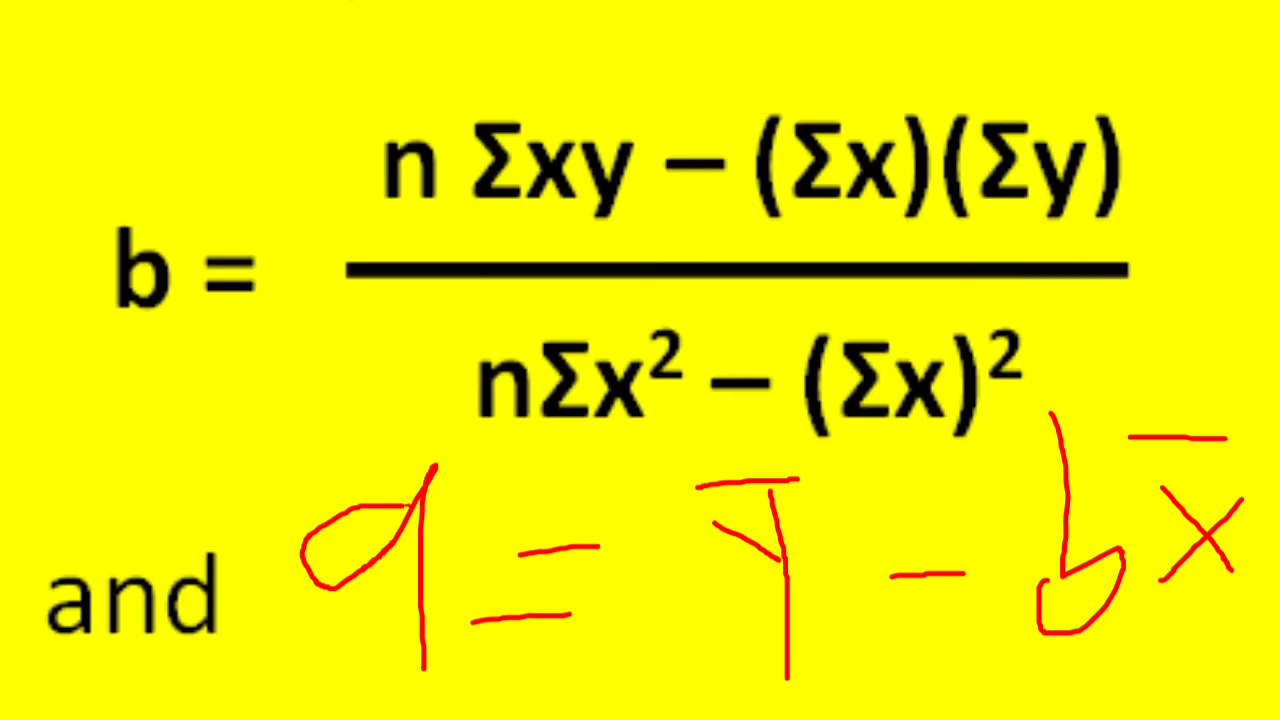 n Σxy – (Σx)(Σy)
b =
nΣx² – (Σx)²
and a = ȳ – bx̄